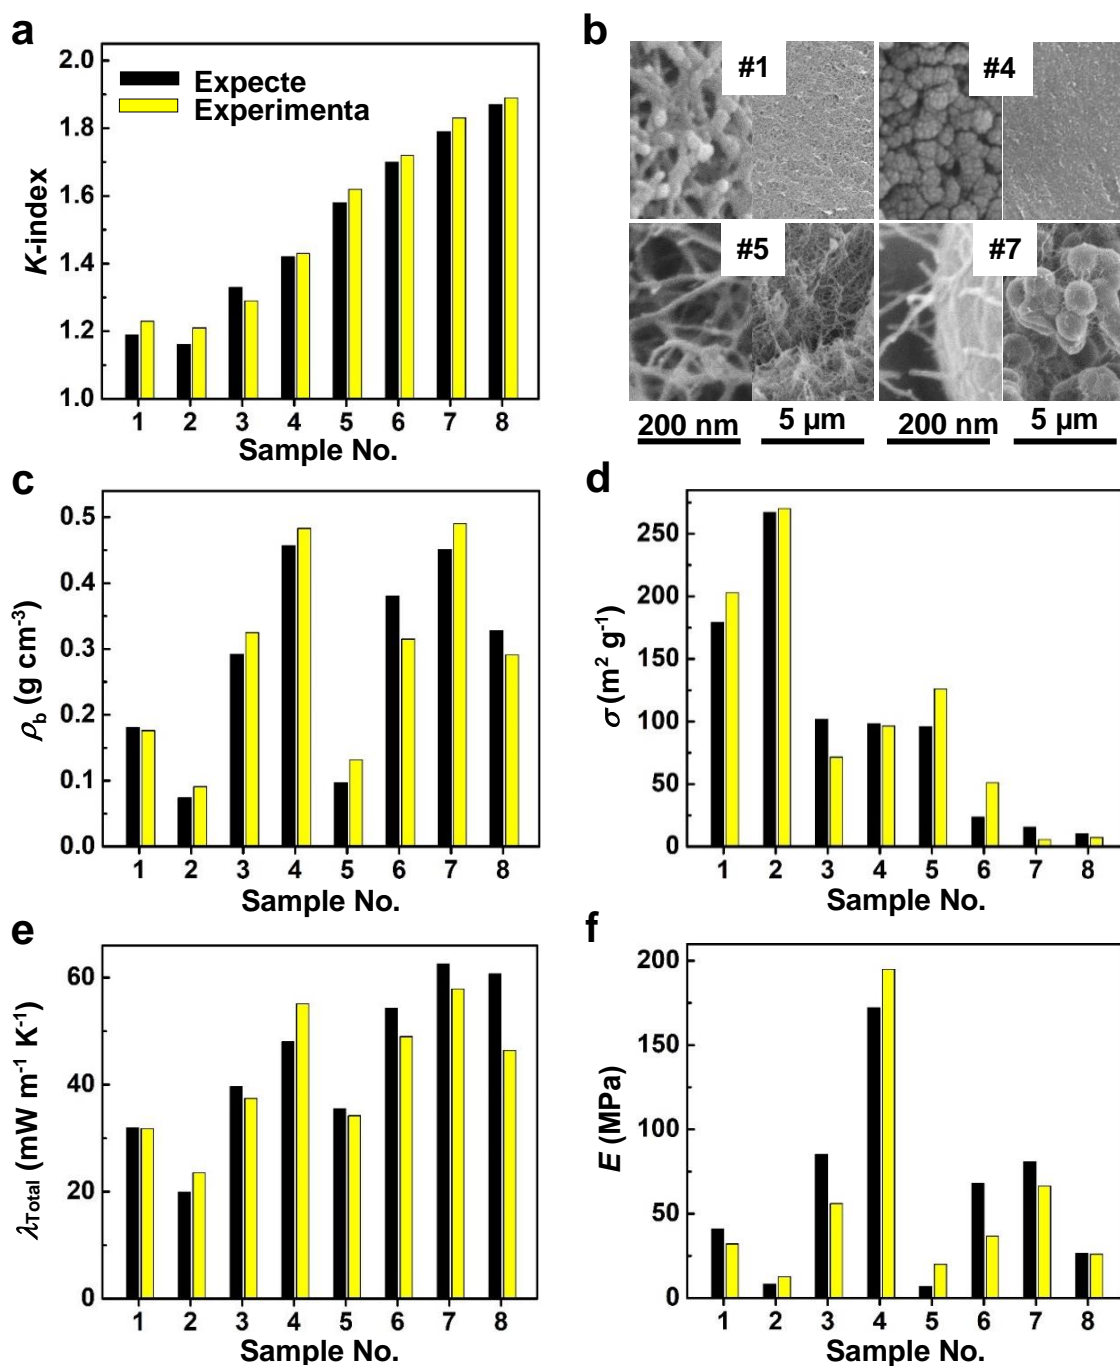 a
2.0
1.8
1.6
1.4
1.2
1.0
K-index
Expecte
Experimenta
1 2 3 4 5 6 7 8
Sample No.
b
#1
#4
#5
#7
200 nm 5 µm 200 nm 5 µm
c
0.5
0.4
0.3
0.2
0.1
0.0
ρb (g cm-3)
1 2 3 4 5 6 7 8
Sample No.
d
250
200
150
100
50
0
σ (m2 g-1)
1 2 3 4 5 6 7 8
Sample No.
e
60
40
20
0
λTotal (mW m-1 K-1)
1 2 3 4 5 6 7 8
Sample No.
f
200
150
100
50
0
E (MPa)
1 2 3 4 5 6 7 8
Sample No.